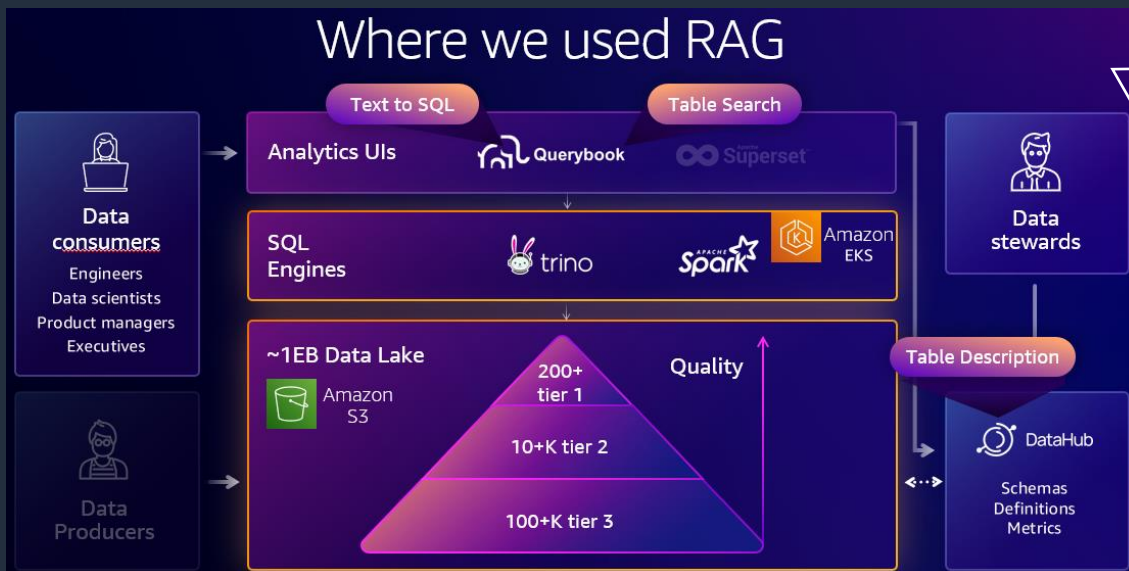 Where we used RAG
Text to SQL
Table Search
Analytics UIs
Querybook
Apache
Superset
Data
consumers
Engineers
Data scientists
Product managers
Executives
Data
stewards
SQL
Engines
trino
APACHE
Spark
K
Amazon
EKS
~1EB Data Lake
Amazon
S3
200+
tier 1
10+K tier 2
100+K tier 3
Quality
Table Description
DataHub
Schemas
Definitions
Metrics
Data
Producers